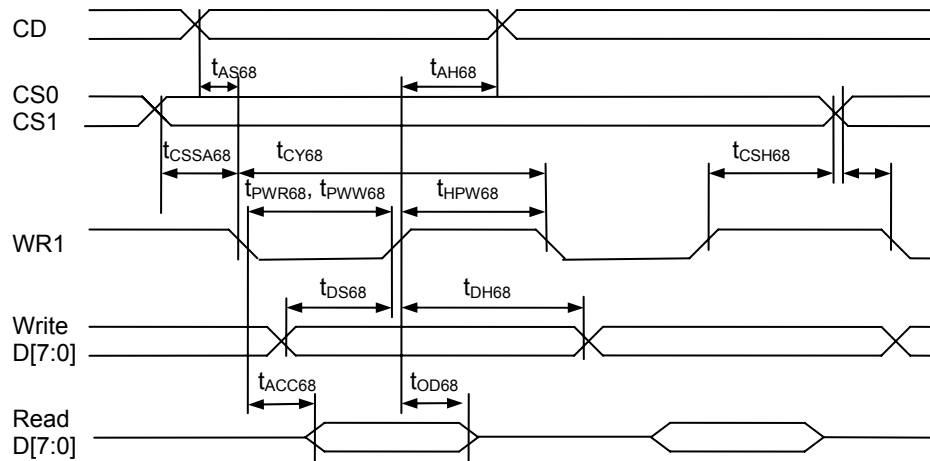 CD
tAS68
tAH68
CS0
CS1
tCSSA68
tCY68
tCSH68
tPWR68, tPWW68
tHPW68
WR1
tDS68
tDH68
Write
D[7:0]
tACC68
tOD68
Read
D[7:0]